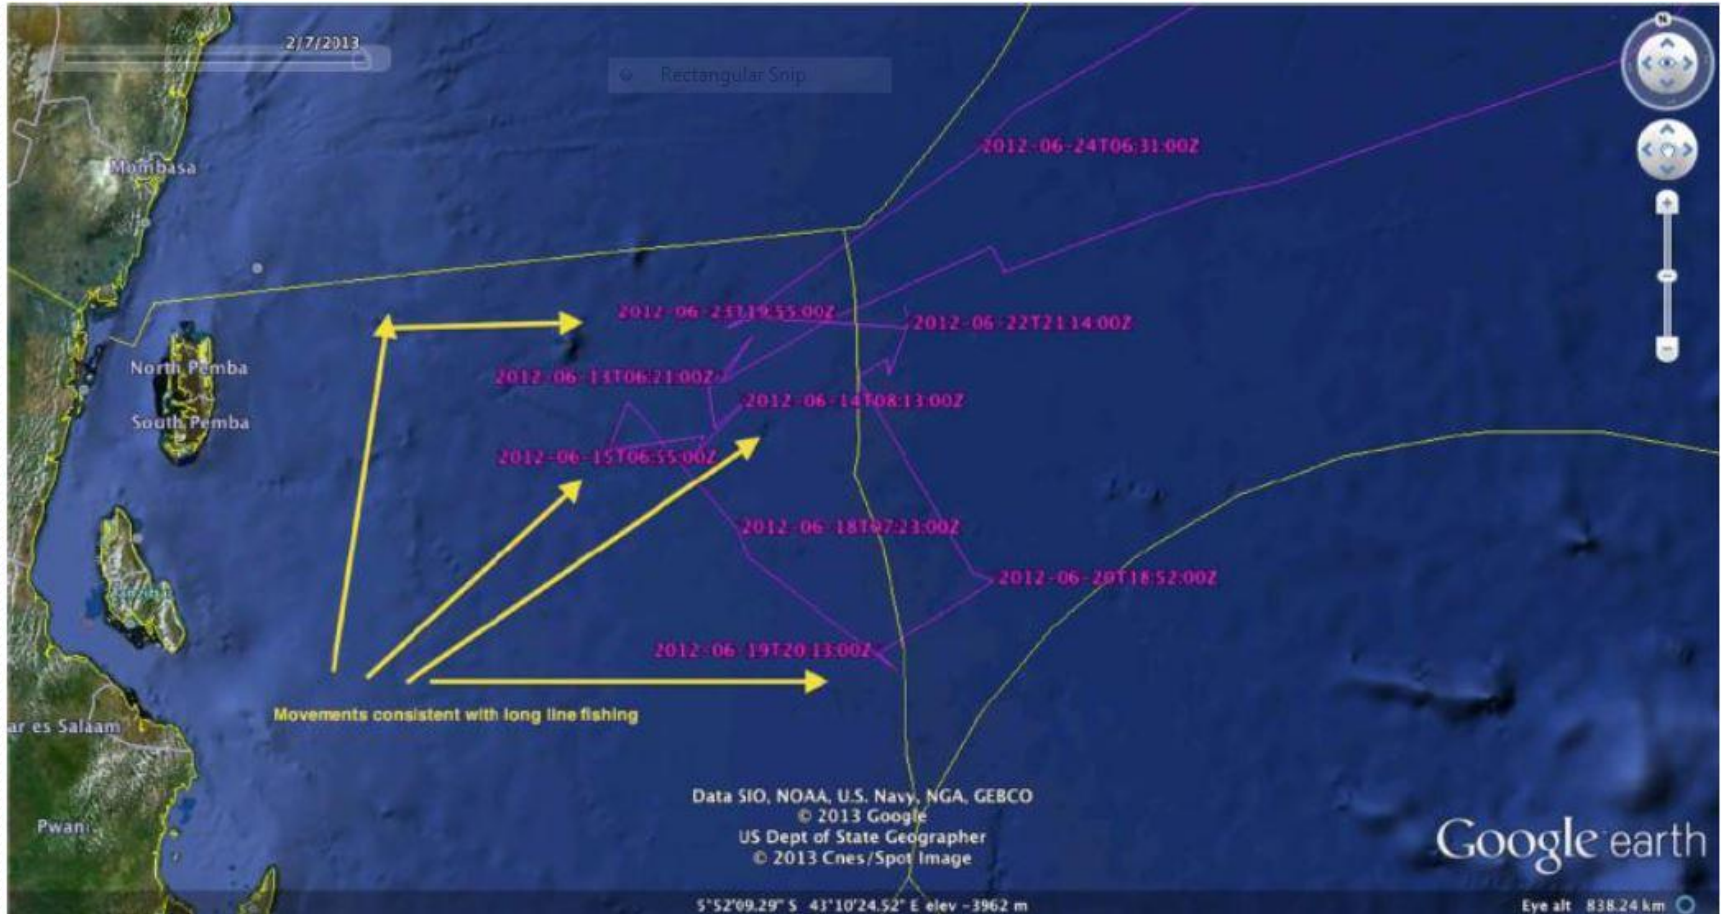 N
2/7/2013
Rectangular Snip
2012-06-24T06:31:00Z
Mombasa
2012-06-23T19:55:00Z
2012-06-22T21:14:00Z
North Pemba
2012-06-13T06:21:00Z
2012-06-14T08:13:00Z
South Pemba
2012-06-15T06:55:00Z
2012-06-18T07:23:00Z
2012-06-20T18:52:00Z
2012-06-19T20:13:00Z
Movements consistent with long line fishing
ar es Salaam
Data SIO, NOAA, U.S. Navy, NGA, GEBCO
© 2013 Google
US Dept of State Geographer
© 2013 Cnes/Spot Image
Pwani
Google earth
5°52'09.29" S 43°10'24.52" E elev -3962 m
Eye alt 838.24 km